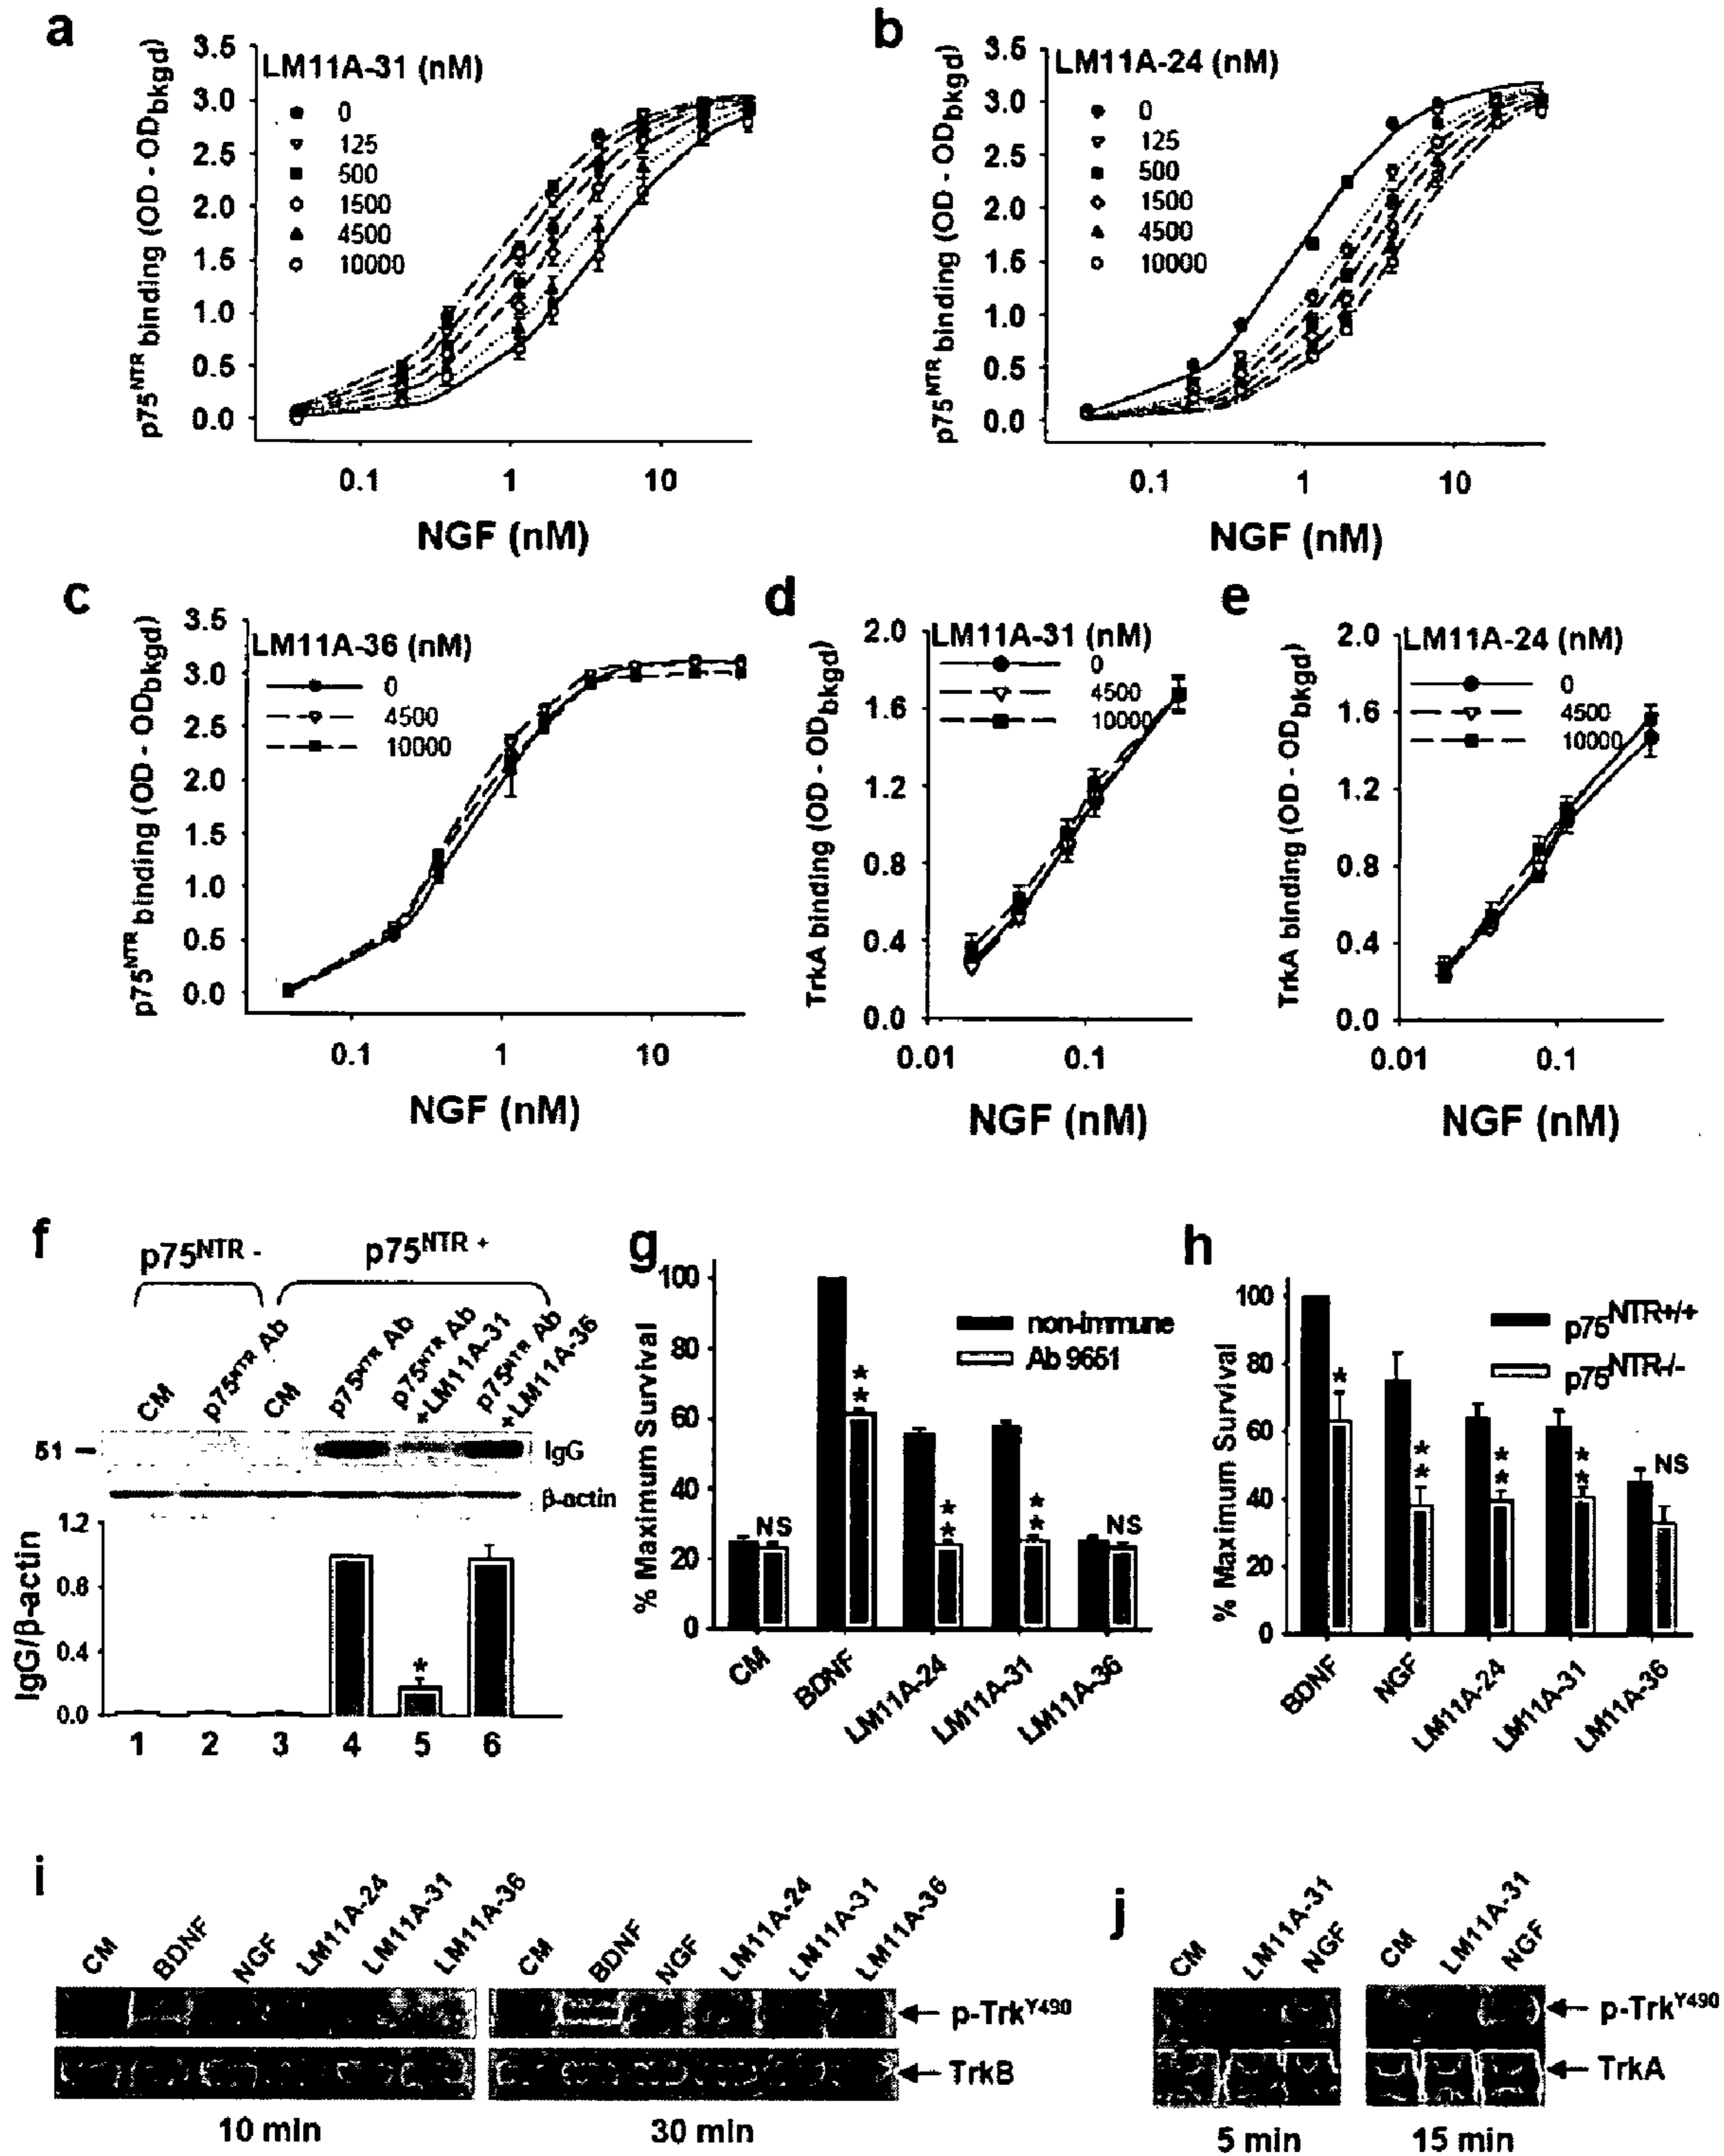 a
LM11A-31 (nM)
0
125
500
1500
4500
10000
p75NTR binding (OD - ODbkgd)
3.5
3.0
2.5
2.0
1.5
1.0
0.5
0.0
0.1 1 10
NGF (nM)
b
LM11A-24 (nM)
0
125
500
1500
4500
10000
p75NTR binding (OD - ODbkgd)
3.5
3.0
2.5
2.0
1.5
1.0
0.5
0.0
0.1 1 10
NGF (nM)
c
LM11A-36 (nM)
0
4500
10000
p75NTR binding (OD - ODbkgd)
3.5
3.0
2.5
2.0
1.5
1.0
0.5
0.0
0.1 1 10
NGF (nM)
d
LM11A-31 (nM)
0
4500
10000
TrkA binding (OD - ODbkgd)
2.0
1.6
1.2
0.8
0.4
0.0
0.01 0.1
NGF (nM)
e
LM11A-24 (nM)
0
4500
10000
TrkA binding (OD - ODbkgd)
2.0
1.6
1.2
0.8
0.4
0.0
0.01 0.1
NGF (nM)
f
p75NTR - p75NTR +
CM
p75NTR Ab
CM
p75NTR Ab
p75NTR Ab
+LM11A-31
p75NTR Ab
+LM11A-36
51 IgG
β-actin
IgG/β-actin
1.2
0.8
0.4
0.0
*
1 2 3 4 5 6
g
non-immune
Ab 9651
% Maximum Survival
100
80
60
40
20
0
NS ** ** ** NS
CM BDNF LM11A-24 LM11A-31 LM11A-36
h
p75NTR+/+
p75NTR-/-
% Maximum Survival
100
80
60
40
20
0
* ** ** ** NS
BDNF NGF LM11A-24 LM11A-31 LM11A-36
i
CM BDNF NGF LM11A-24 LM11A-31 LM11A-36
CM BDNF NGF LM11A-24 LM11A-31 LM11A-36
p-TrkY490
TrkB
10 min 30 min
j
CM LM11A-31 NGF
CM LM11A-31 NGF
p-TrkY490
TrkA
5 min 15 min